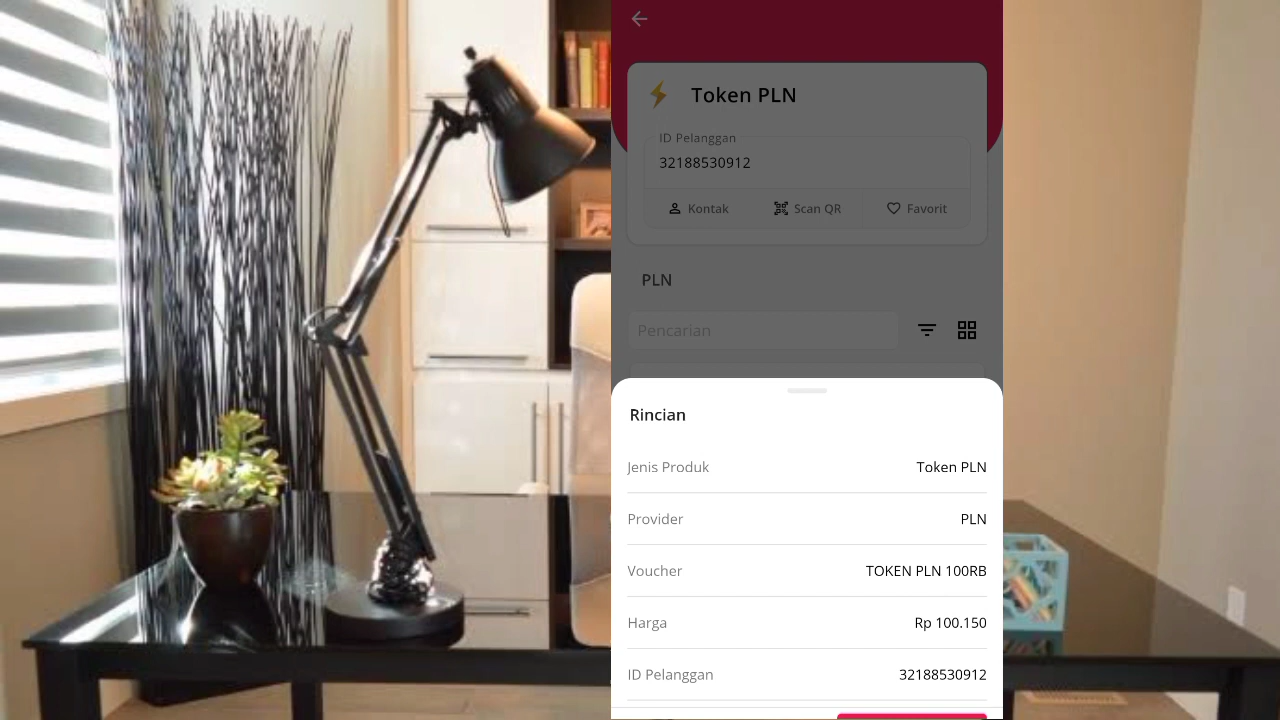 Token PLN
ID Pelanggan
32188530912
Kontak Scan QR Favorit
PLN
Pencarian
Rincian
Jenis Produk Token PLN
Provider PLN
Voucher TOKEN PLN 100RB
Harga Rp 100.150
ID Pelanggan 32188530912